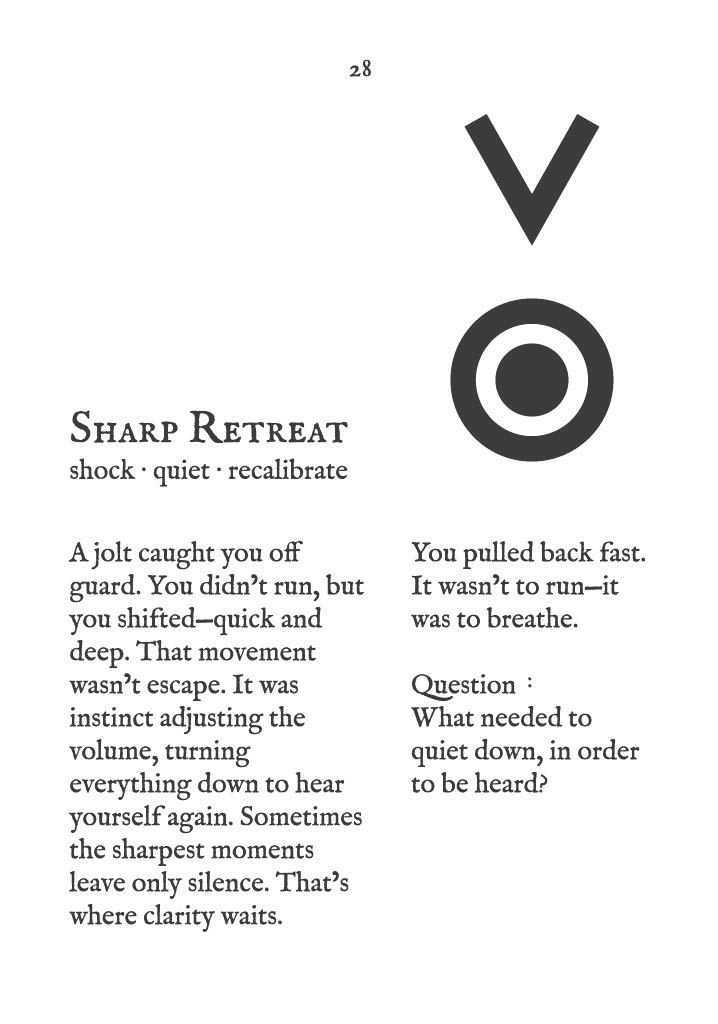 28
Sharp Retreat
shock · quiet · recalibrate
A jolt caught you off
guard. You didn't run, but
you shifted—quick and
deep. That movement
wasn't escape. It was
instinct adjusting the
volume, turning
everything down to hear
yourself again. Sometimes
the sharpest moments
leave only silence. That's
where clarity waits.
You pulled back fast.
It wasn't to run—it
was to breathe.
Question :
What needed to
quiet down, in order
to be heard?